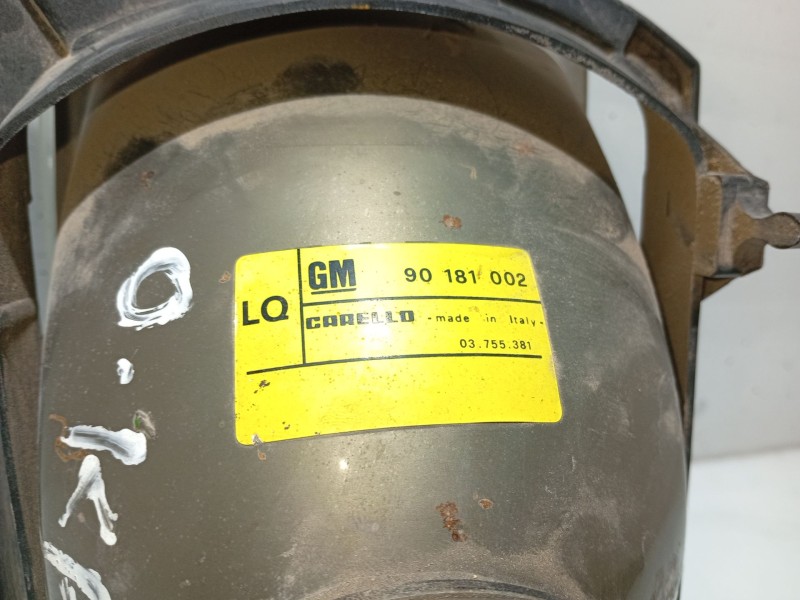 LQ
GM 90 181 002
CARELLO -made in Italy-
03.755.381